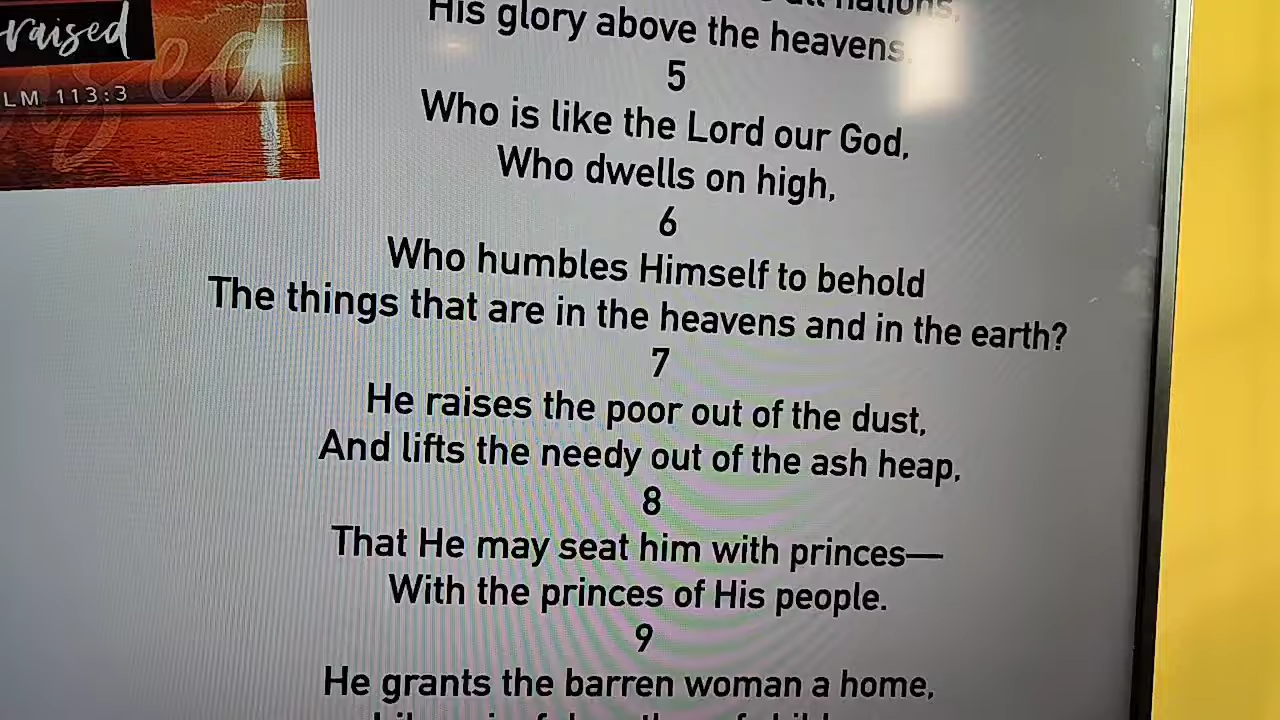 raised
LM 113:3
nations,
His glory above the heavens.
5
Who is like the Lord our God,
Who dwells on high,
6
Who humbles Himself to behold
The things that are in the heavens and in the earth?
7
He raises the poor out of the dust,
And lifts the needy out of the ash heap,
8
That He may seat him with princes—
With the princes of His people.
9
He grants the barren woman a home,